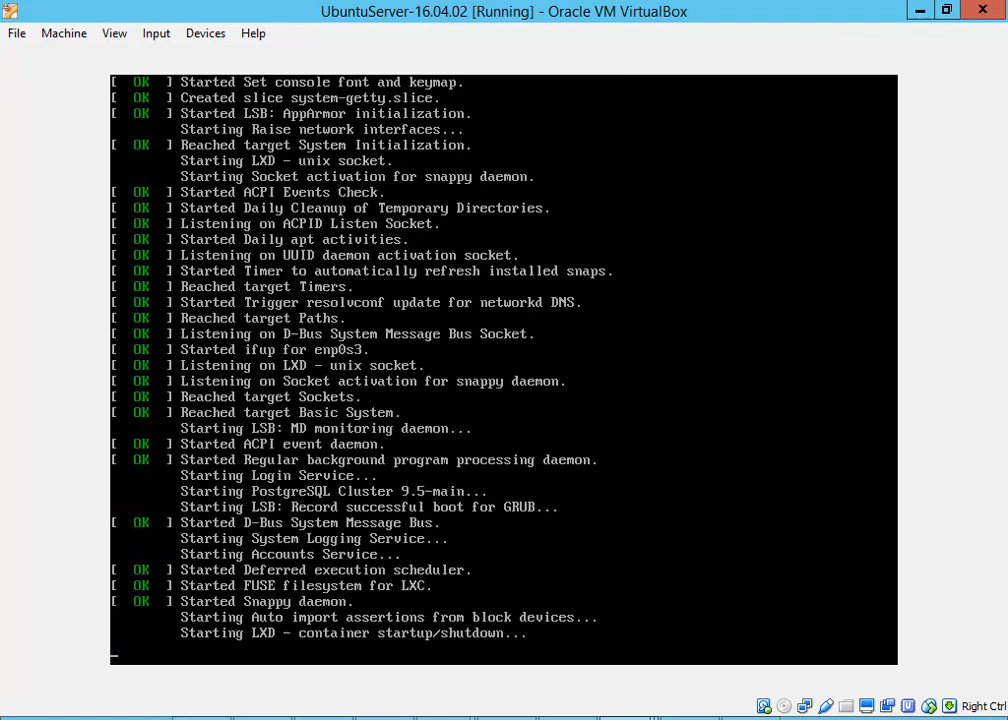 UbuntuServer-16.04.02 [Running] - Oracle VM VirtualBox
File Machine View Input Devices Help
[ OK ] Started Set console font and keymap.
[ OK ] Created slice system-getty.slice.
[ OK ] Started LSB: AppArmor initialization.
Starting Raise network interfaces...
[ OK ] Reached target System Initialization.
Starting LXD - unix socket.
Starting Socket activation for snappy daemon.
[ OK ] Started ACPI Events Check.
[ OK ] Started Daily Cleanup of Temporary Directories.
[ OK ] Listening on ACPID Listen Socket.
[ OK ] Started Daily apt activities.
[ OK ] Listening on UUID daemon activation socket.
[ OK ] Started Timer to automatically refresh installed snaps.
[ OK ] Reached target Timers.
[ OK ] Started Trigger resolvconf update for networkd DNS.
[ OK ] Reached target Paths.
[ OK ] Listening on D-Bus System Message Bus Socket.
[ OK ] Started ifup for enp0s3.
[ OK ] Listening on LXD - unix socket.
[ OK ] Listening on Socket activation for snappy daemon.
[ OK ] Reached target Sockets.
[ OK ] Reached target Basic System.
Starting LSB: MD monitoring daemon...
[ OK ] Started ACPI event daemon.
[ OK ] Started Regular background program processing daemon.
Starting Login Service...
Starting PostgreSQL Cluster 9.5-main...
Starting LSB: Record successful boot for GRUB...
[ OK ] Started D-Bus System Message Bus.
Starting System Logging Service...
Starting Accounts Service...
[ OK ] Started Deferred execution scheduler.
[ OK ] Started FUSE filesystem for LXC.
[ OK ] Started Snappy daemon.
Starting Auto import assertions from block devices...
Starting LXD - container startup/shutdown...
Right Ctrl